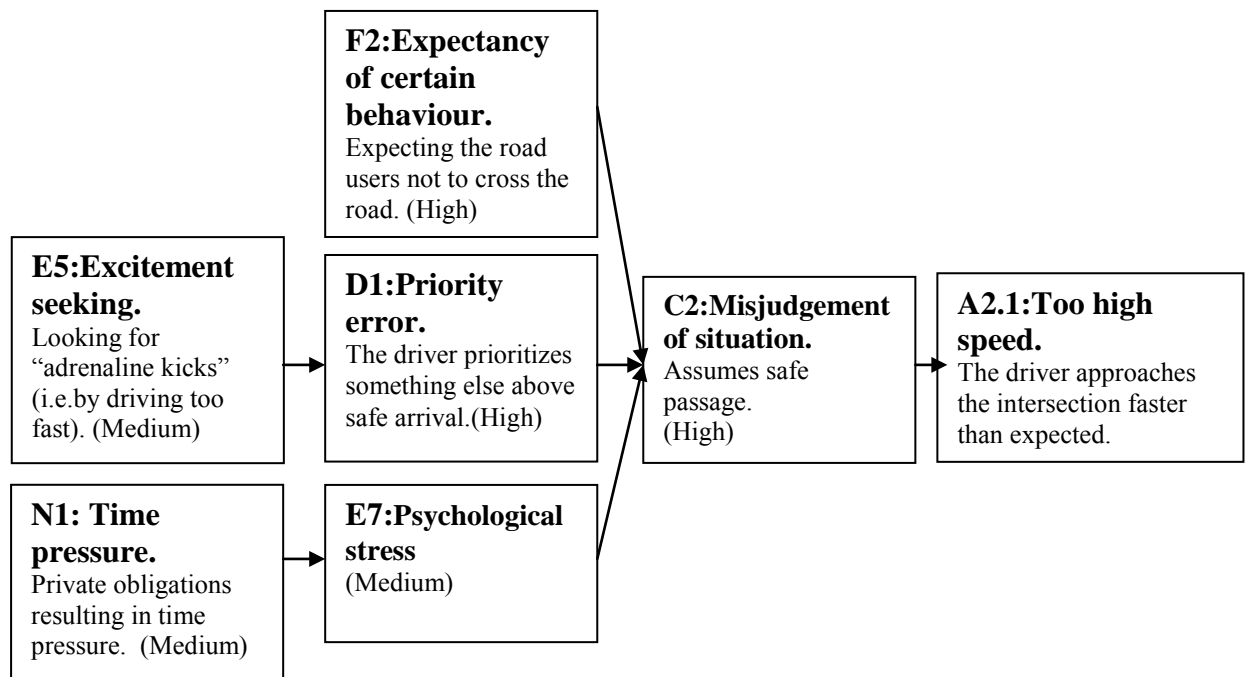 F2:Expectancy
of certain
behaviour.
Expecting the road
users not to cross the
road. (High)
E5:Excitement
seeking.
Looking for
“adrenaline kicks”
(i.e.by driving too
fast). (Medium)
D1:Priority
error.
The driver prioritizes
something else above
safe arrival.(High)
C2:Misjudgement
of situation.
Assumes safe
passage.
(High)
A2.1:Too high
speed.
The driver approaches
the intersection faster
than expected.
N1: Time
pressure.
Private obligations
resulting in time
pressure.  (Medium)
E7:Psychological
stress
(Medium)